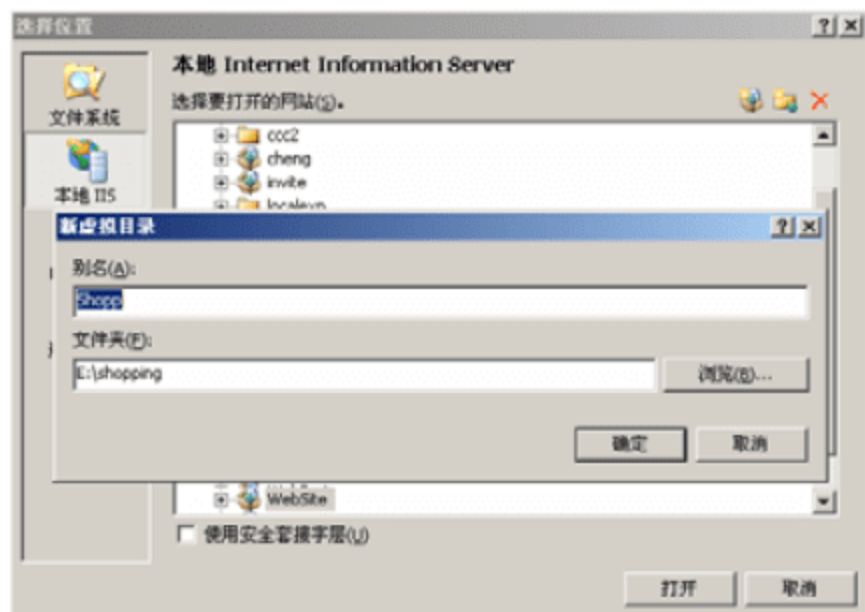 选择位置
本地 Internet Information Server
选择要打开的网站(S)。
文件系统
本地 IIS
ccc2
cheng
invite
localexp
新虚拟目录
别名(A):
Shopp
文件夹(F):
E:\shopping
浏览(B)...
确定
取消
WebSite
使用安全套接字层(U)
打开
取消